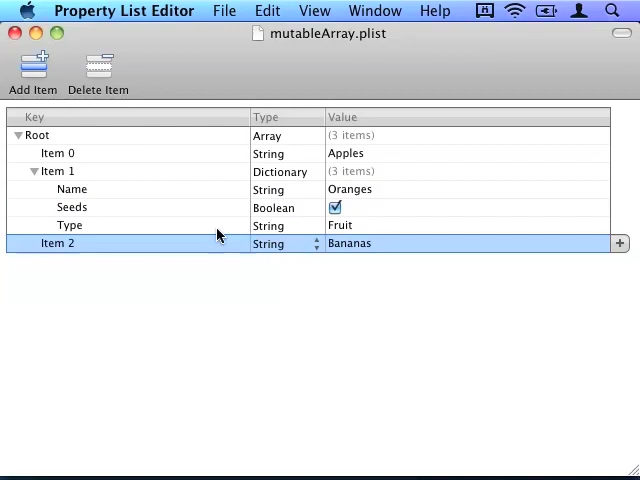 Property List Editor File Edit View Window Help
mutableArray.plist
Add Item Delete Item
Key Type Value
Root Array (3 items)
Item 0 String Apples
Item 1 Dictionary (3 items)
Name String Oranges
Seeds Boolean
Type String Fruit
Item 2 String Bananas